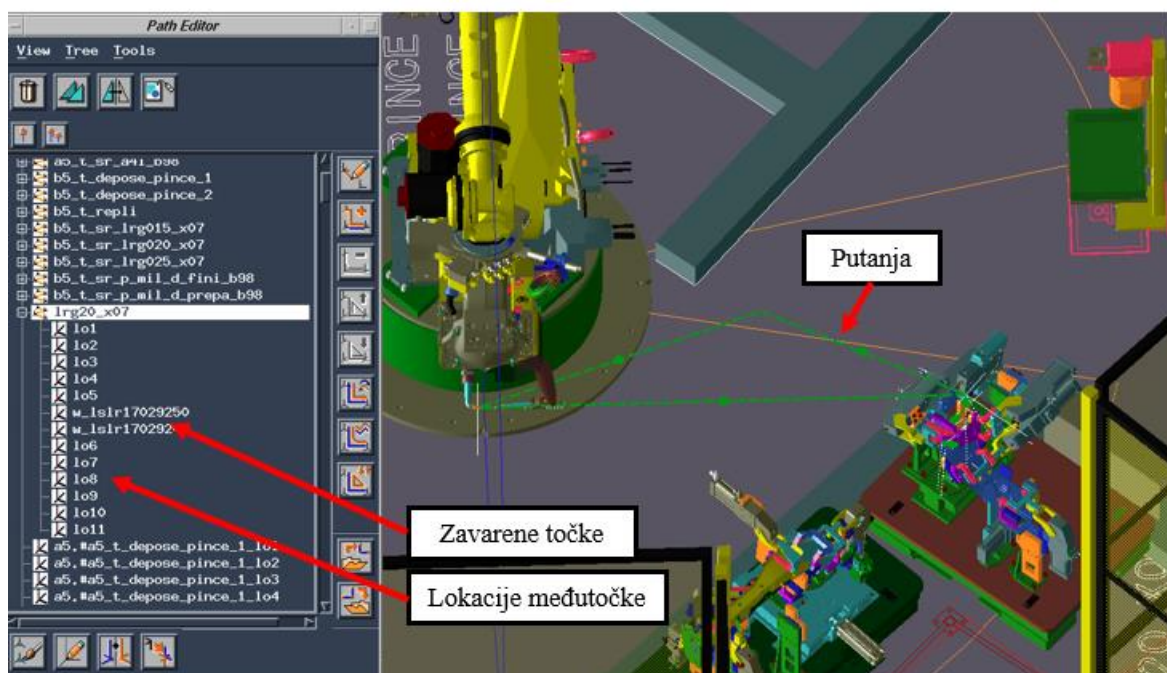 Path Editor
View Tree Tools
a5_t_sr_a41_b98
b5_t_depose_pince_1
b5_t_depose_pince_2
b5_t_repli
b5_t_sr_lrg015_x07
b5_t_sr_lrg020_x07
b5_t_sr_lrg025_x07
b5_t_sr_p_mil_d_fini_b98
b5_t_sr_p_mil_d_prepa_b98
lrg20_x07
lo1
lo2
lo3
lo4
lo5
w_lslr17029250
lo6
lo7
lo8
lo9
lo10
lo11
a5.#a5_t_depose_pince_1_lo1
a5.#a5_t_depose_pince_1_lo2
a5.#a5_t_depose_pince_1_lo3
a5.#a5_t_depose_pince_1_lo4
PINCE
Putanja
Zavarene točke
Lokacije međutočke